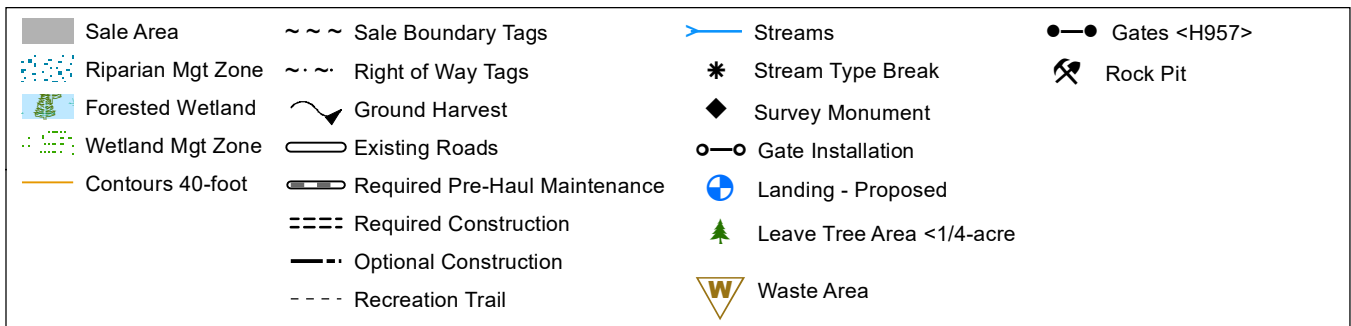 Sale Area
Riparian Mgt Zone
Forested Wetland
Wetland Mgt Zone
Contours 40-foot
Sale Boundary Tags
Right of Way Tags
Ground Harvest
Existing Roads
Required Pre-Haul Maintenance
Required Construction
Optional Construction
Recreation Trail
Streams
Stream Type Break
Survey Monument
Gate Installation
Landing - Proposed
Leave Tree Area <1/4-acre
W
Waste Area
Gates <H957>
Rock Pit